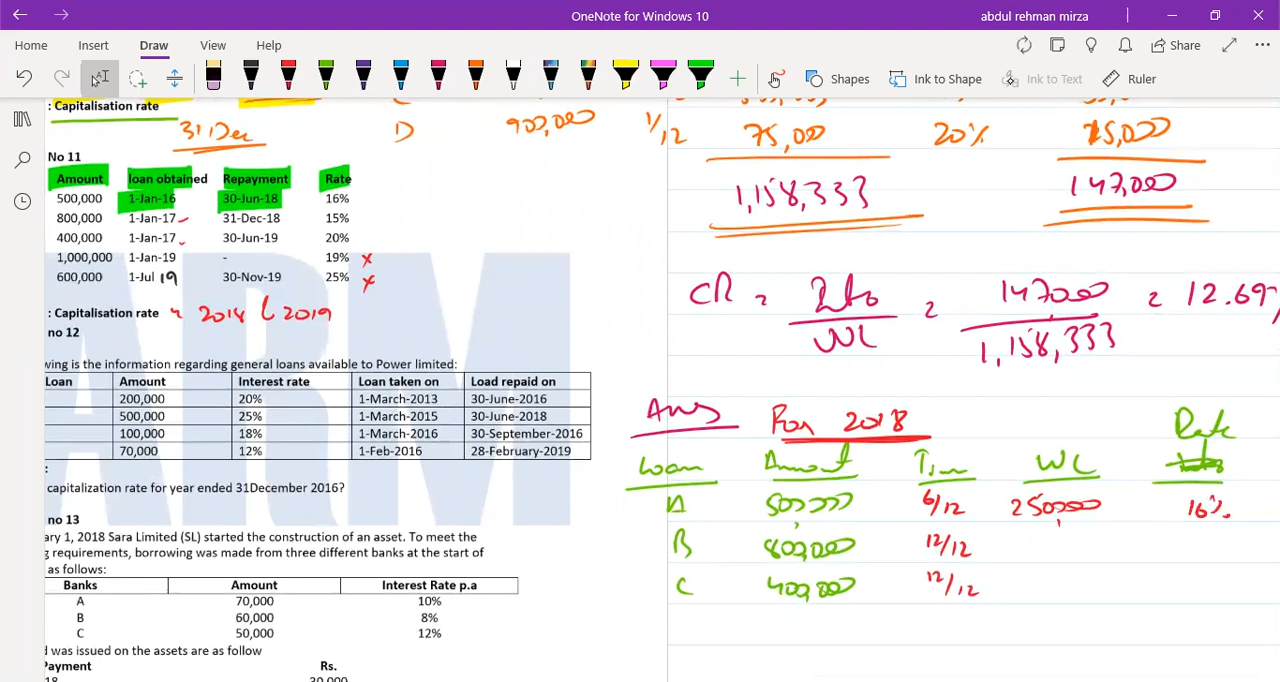 OneNote for Windows 10
abdul rehman mirza
Home
Insert
Draw
View
Help
Share
Shapes
Ink to Shape
Ink to Text
Ruler
: Capitalisation rate
31 Dec
D 900,000 1/12 75,000 20% 15,000
1,158,333 147,000
No 11
Amount loan obtained Repayment Rate
500,000 1-Jan-16 30-Jun-18 16%
800,000 1-Jan-17 31-Dec-18 15%
400,000 1-Jan-17 30-Jun-19 20%
1,000,000 1-Jan-19 - 19% x
600,000 1-Jul 19 30-Nov-19 25% x
: Capitalisation rate 2018 2019
CR = = 147000 = 12.69%
WL 1,158,333
no 12
wing is the information regarding general loans available to Power limited:
Loan Amount Interest rate Loan taken on Load repaid on
200,000 20% 1-March-2013 30-June-2016
500,000 25% 1-March-2015 30-June-2018
100,000 18% 1-March-2016 30-September-2016
70,000 12% 1-Feb-2016 28-February-2019
:
capitalization rate for year ended 31December 2016?
Ans For 2018
Loan Amount Time WL Rate
A 500000 6/12 250,000 16%
B 800,000 12/12
C 400,000 12/12
no 13
ary 1, 2018 Sara Limited (SL) started the construction of an asset. To meet the
g requirements, borrowing was made from three different banks at the start of
as follows:
Banks Amount Interest Rate p.a
A 70,000 10%
B 60,000 8%
C 50,000 12%
d was issued on the assets are as follow
Payment Rs.
18 30,000